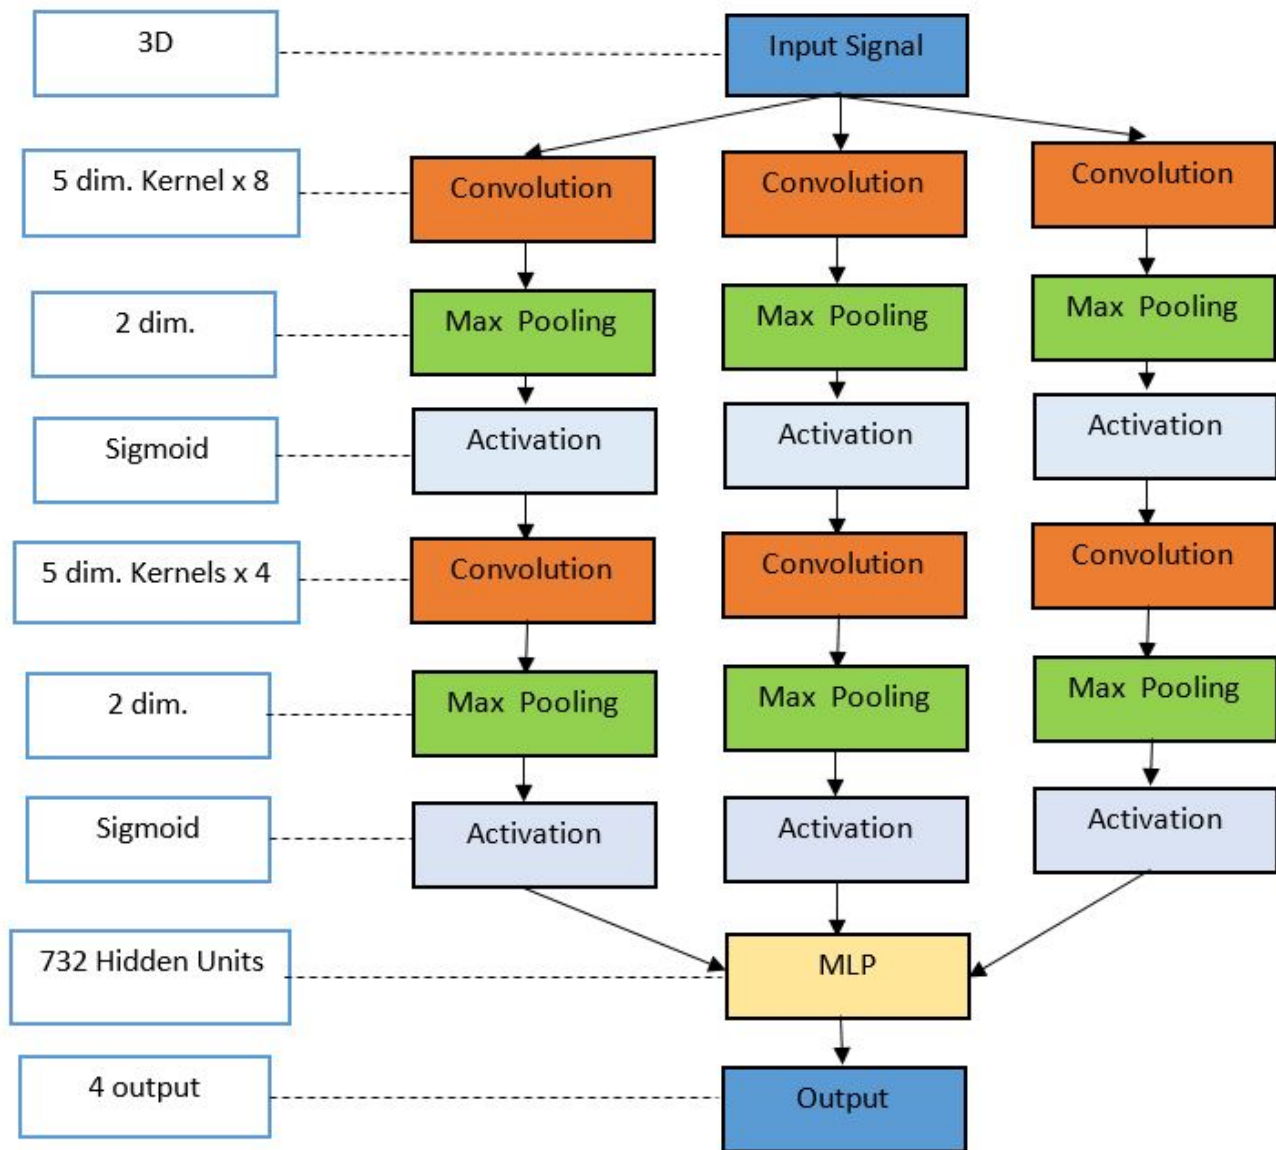 3D
Input Signal
5 dim. Kernel x 8
Convolution
Convolution
Convolution
2 dim.
Max Pooling
Max Pooling
Max Pooling
Sigmoid
Activation
Activation
Activation
5 dim. Kernels x 4
Convolution
Convolution
Convolution
2 dim.
Max Pooling
Max Pooling
Max Pooling
Sigmoid
Activation
Activation
Activation
732 Hidden Units
MLP
4 output
Output